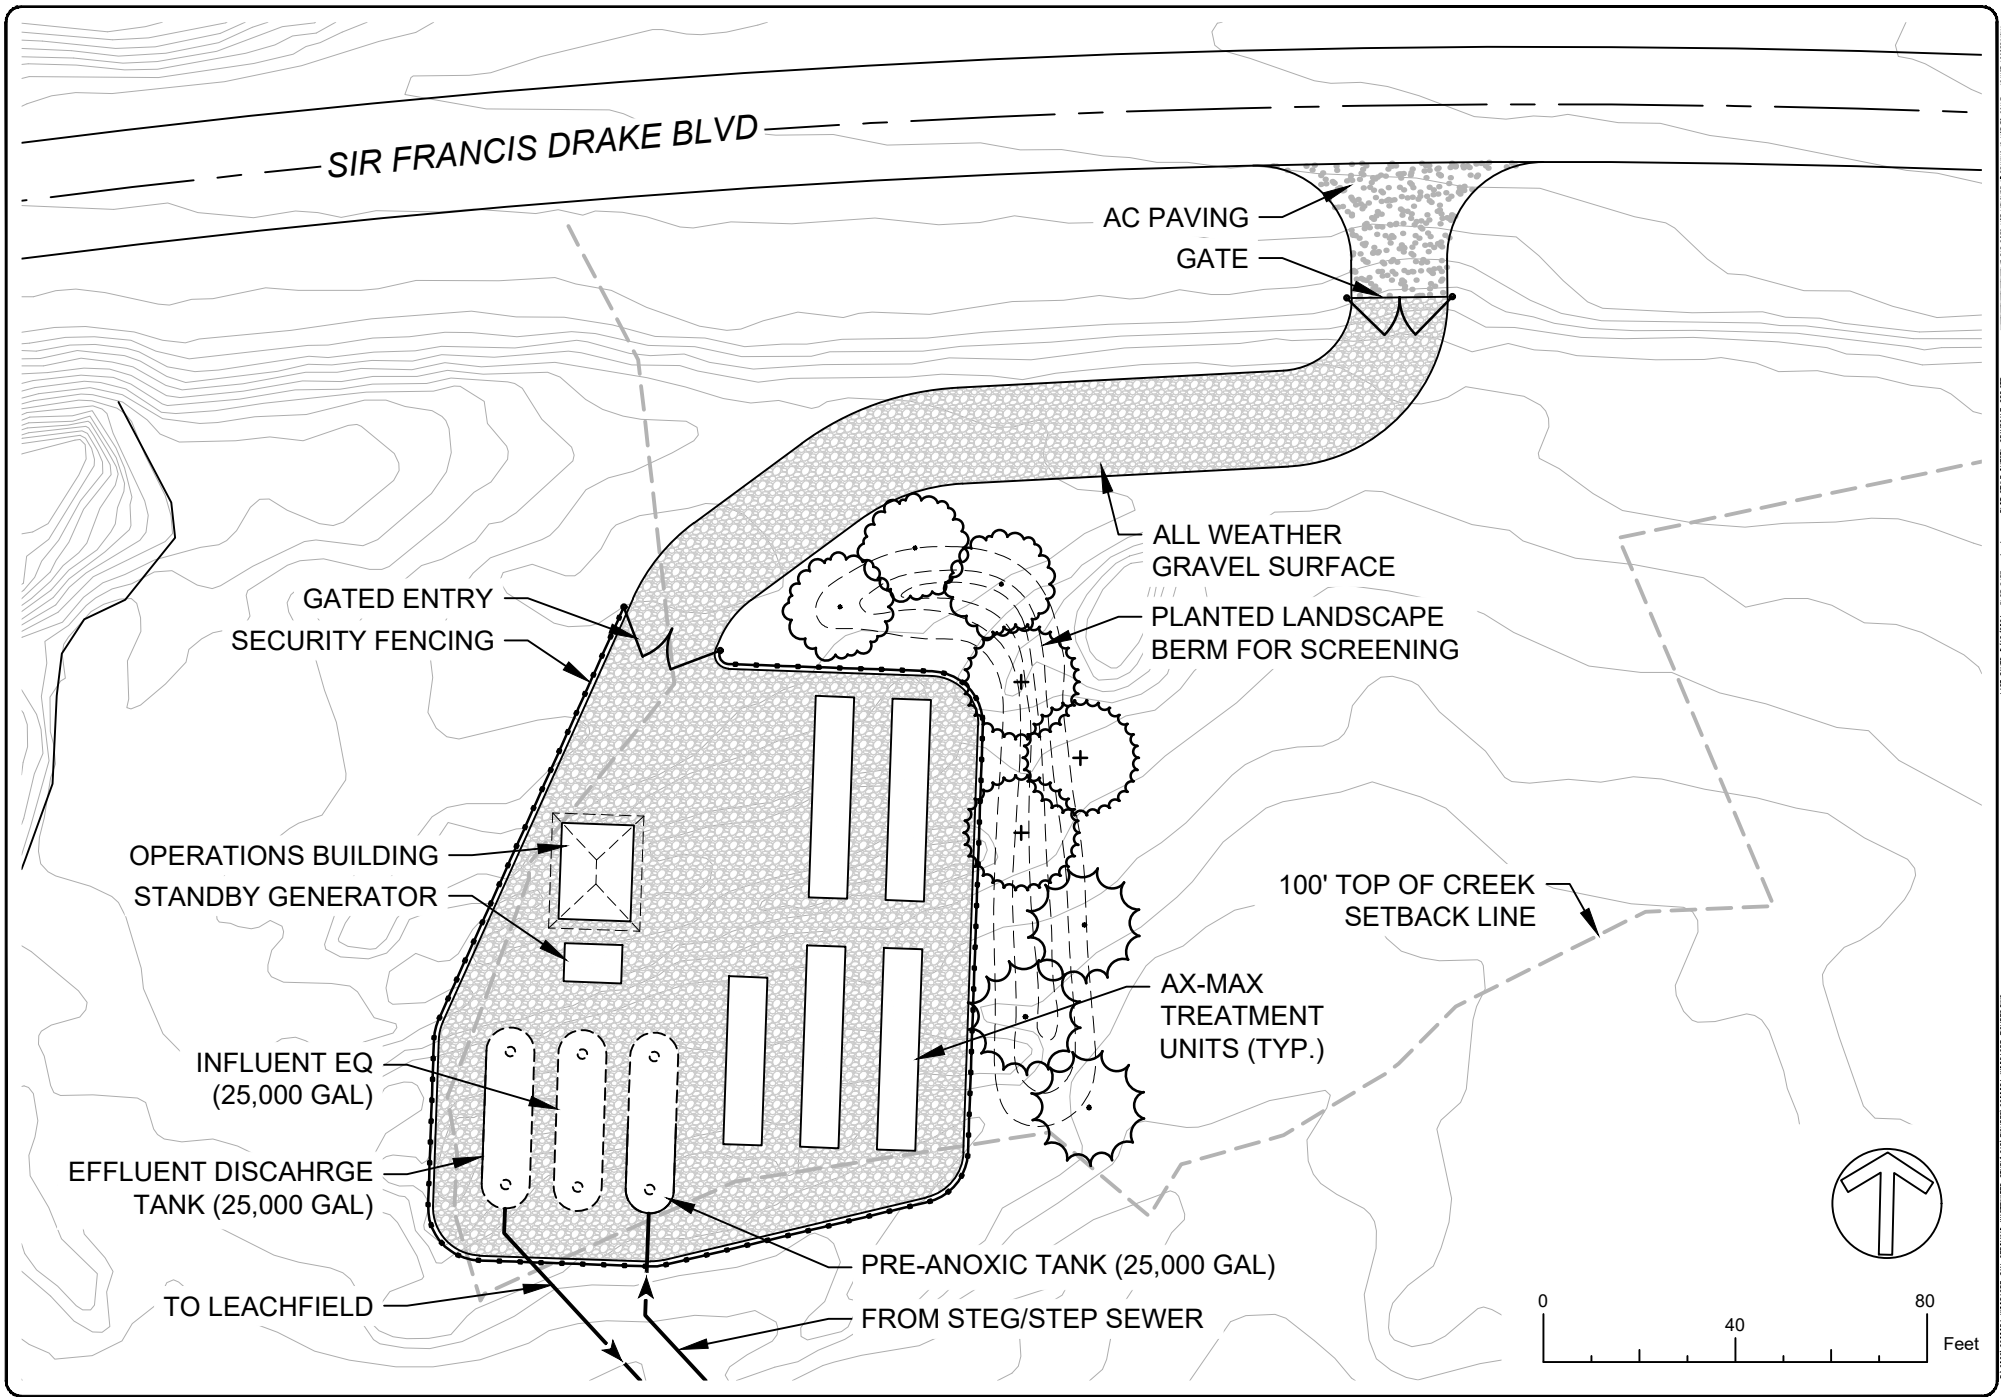 SIR FRANCIS DRAKE BLVD
AC PAVING
GATE
ALL WEATHER
GRAVEL SURFACE
GATED ENTRY
SECURITY FENCING
PLANTED LANDSCAPE
BERM FOR SCREENING
OPERATIONS BUILDING
STANDBY GENERATOR
100' TOP OF CREEK
SETBACK LINE
AX-MAX
TREATMENT
UNITS (TYP.)
INFLUENT EQ
(25,000 GAL)
EFFLUENT DISCAHRGE
TANK (25,000 GAL)
PRE-ANOXIC TANK (25,000 GAL)
TO LEACHFIELD
FROM STEG/STEP SEWER
0
40
80
Feet